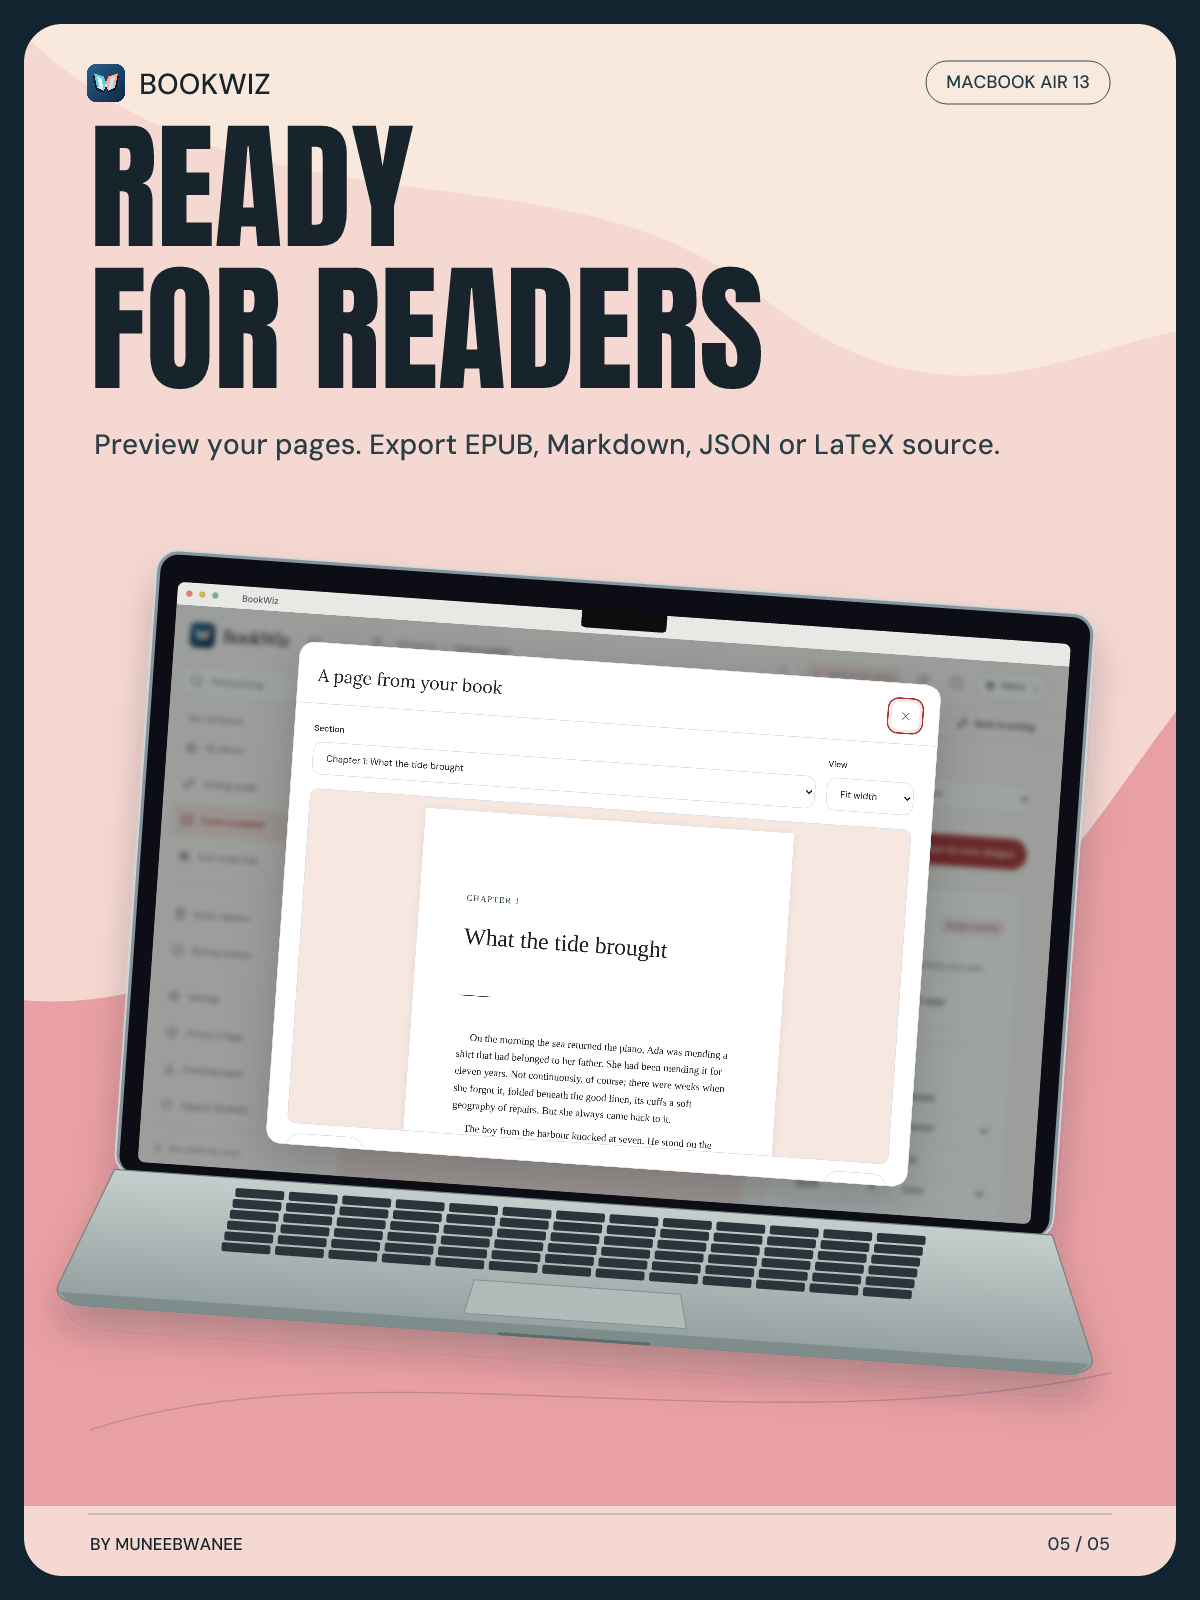 BOOKWIZ
MACBOOK AIR 13
READY
FOR READERS
Preview your pages. Export EPUB, Markdown, JSON or LaTeX source.
BookWiz
BookWiz
A page from your book
Section
Chapter 1: What the tide brought
View
Fit width
CHAPTER 1
What the tide brought
On the morning the sea returned the piano, Ada was mending a
shirt that had belonged to her father. She had been mending it for
eleven years. Not continuously, of course; there were weeks when
she forgot it, folded beneath the good linen, its cuffs a soft
geography of repairs. But she always came back to it.
The boy from the harbour knocked at seven. He stood on the
Back to writing
Settings
BY MUNEEBWANEE
05 / 05